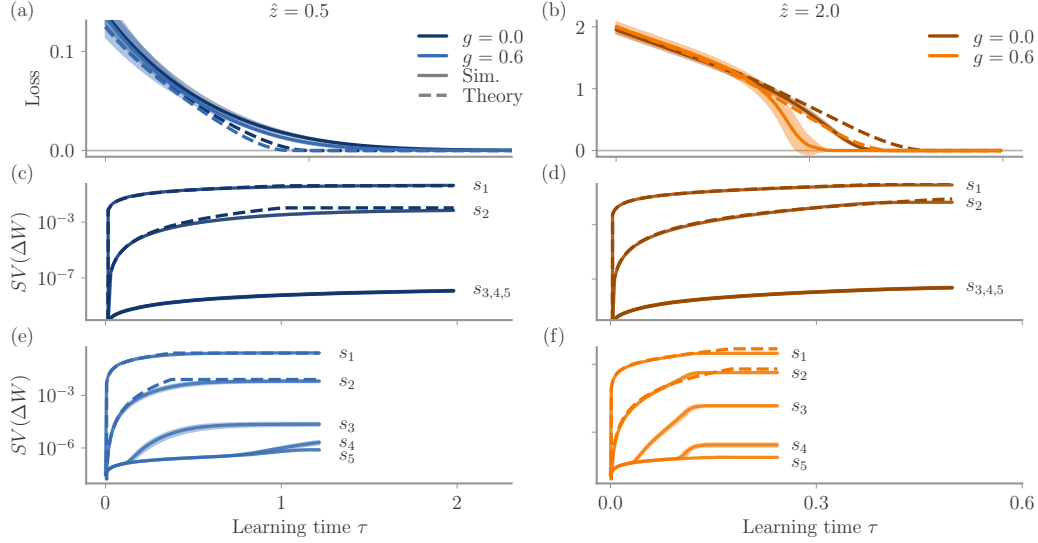 (a)
ẑ = 0.5
(b)
ẑ = 2.0
Loss
0.1
0.0
g = 0.0
g = 0.6
Sim.
Theory
2
1
0
g = 0.0
g = 0.6
(c)
SV(ΔW)
10⁻³
10⁻⁷
s₁
s₂
s₃,₄,₅
(d)
s₁
s₂
s₃,₄,₅
(e)
SV(ΔW)
10⁻³
10⁻⁶
s₁
s₂
s₃
s₄
s₅
0
1
2
Learning time τ
(f)
s₁
s₂
s₃
s₄
s₅
0.0
0.3
0.6
Learning time τ